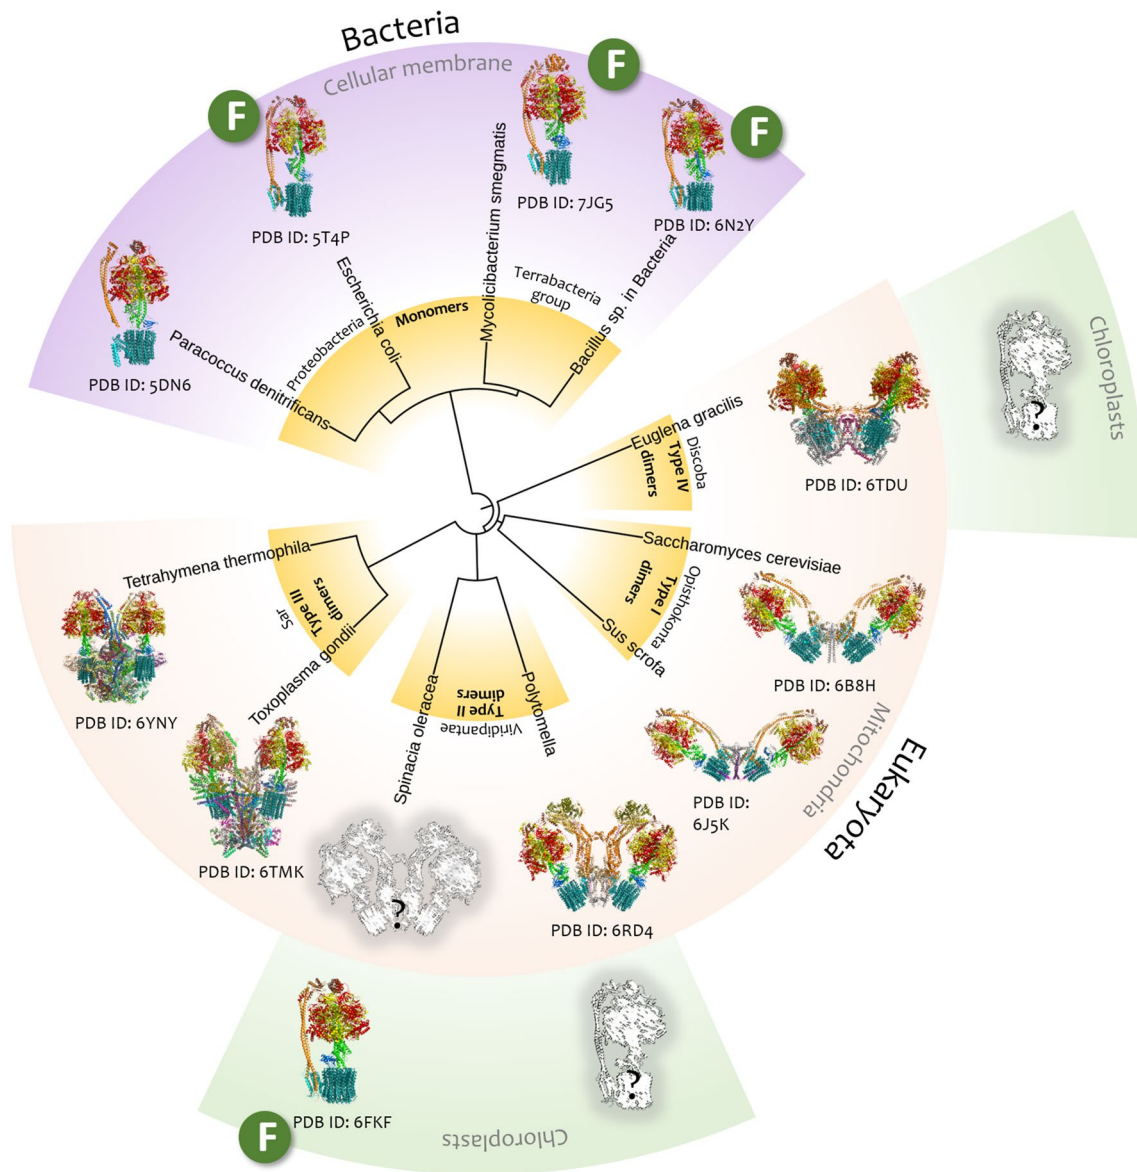 Bacteria
Cellular membrane
F
F
F
PDB ID: 5T4P
PDB ID: 7JG5
PDB ID: 6N2Y
PDB ID: 5DN6
Paracoccus denitrificans
Escherichia coli
Mycolicibacterium smegmatis
Bacillus sp. in Bacteria
Proteobacteria
Monomers
Terrabacteria
group
Chloroplasts
?
Euglena gracilis
Type IV
dimers
Discoba
PDB ID: 6TDU
Saccharomyces cerevisiae
Type I
dimers
Opisthokonta
Sus scrofa
PDB ID: 6B8H
PDB ID:
6J5K
Mitochondria
Eukaryota
Tetrahymena thermophila
Type III
dimers
Sar
Toxoplasma gondii
PDB ID: 6YNY
PDB ID: 6TMK
Spinacia oleracea
Type II
dimers
Viridipantae
Polytomella
?
PDB ID: 6RD4
PDB ID: 6FKF
F
?
Chloroplasts